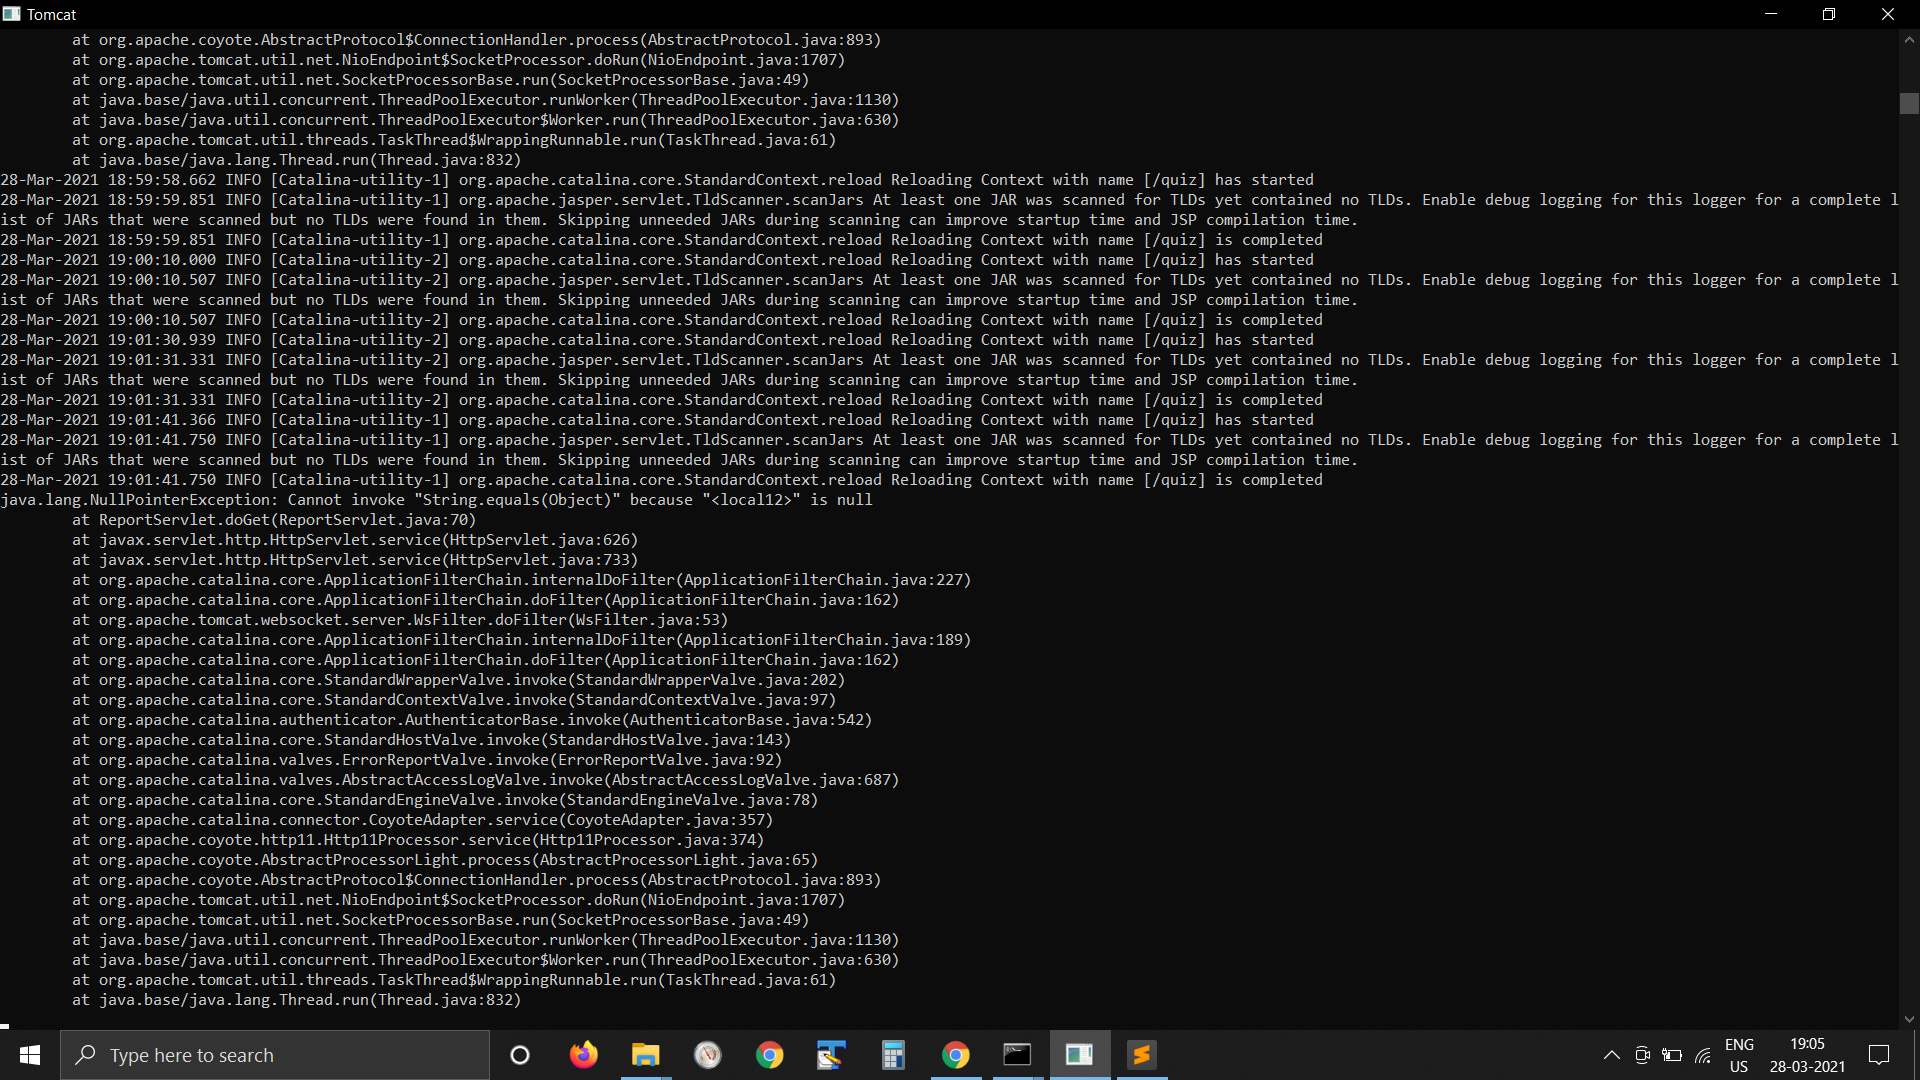 Tomcat
at org.apache.coyote.AbstractProtocol$ConnectionHandler.process(AbstractProtocol.java:893)
at org.apache.tomcat.util.net.NioEndpoint$SocketProcessor.doRun(NioEndpoint.java:1707)
at org.apache.tomcat.util.net.SocketProcessorBase.run(SocketProcessorBase.java:49)
at java.base/java.util.concurrent.ThreadPoolExecutor.runWorker(ThreadPoolExecutor.java:1130)
at java.base/java.util.concurrent.ThreadPoolExecutor$Worker.run(ThreadPoolExecutor.java:630)
at org.apache.tomcat.util.threads.TaskThread$WrappingRunnable.run(TaskThread.java:61)
at java.base/java.lang.Thread.run(Thread.java:832)
28-Mar-2021 18:59:58.662 INFO [Catalina-utility-1] org.apache.catalina.core.StandardContext.reload Reloading Context with name [/quiz] has started
28-Mar-2021 18:59:59.851 INFO [Catalina-utility-1] org.apache.jasper.servlet.TldScanner.scanJars At least one JAR was scanned for TLDs yet contained no TLDs. Enable debug logging for this logger for a complete l
ist of JARs that were scanned but no TLDs were found in them. Skipping unneeded JARs during scanning can improve startup time and JSP compilation time.
28-Mar-2021 18:59:59.851 INFO [Catalina-utility-1] org.apache.catalina.core.StandardContext.reload Reloading Context with name [/quiz] is completed
28-Mar-2021 19:00:10.000 INFO [Catalina-utility-2] org.apache.catalina.core.StandardContext.reload Reloading Context with name [/quiz] has started
28-Mar-2021 19:00:10.507 INFO [Catalina-utility-2] org.apache.jasper.servlet.TldScanner.scanJars At least one JAR was scanned for TLDs yet contained no TLDs. Enable debug logging for this logger for a complete l
ist of JARs that were scanned but no TLDs were found in them. Skipping unneeded JARs during scanning can improve startup time and JSP compilation time.
28-Mar-2021 19:00:10.507 INFO [Catalina-utility-2] org.apache.catalina.core.StandardContext.reload Reloading Context with name [/quiz] is completed
28-Mar-2021 19:01:30.939 INFO [Catalina-utility-2] org.apache.catalina.core.StandardContext.reload Reloading Context with name [/quiz] has started
28-Mar-2021 19:01:31.331 INFO [Catalina-utility-2] org.apache.jasper.servlet.TldScanner.scanJars At least one JAR was scanned for TLDs yet contained no TLDs. Enable debug logging for this logger for a complete l
ist of JARs that were scanned but no TLDs were found in them. Skipping unneeded JARs during scanning can improve startup time and JSP compilation time.
28-Mar-2021 19:01:31.331 INFO [Catalina-utility-2] org.apache.catalina.core.StandardContext.reload Reloading Context with name [/quiz] is completed
28-Mar-2021 19:01:41.366 INFO [Catalina-utility-1] org.apache.catalina.core.StandardContext.reload Reloading Context with name [/quiz] has started
28-Mar-2021 19:01:41.750 INFO [Catalina-utility-1] org.apache.jasper.servlet.TldScanner.scanJars At least one JAR was scanned for TLDs yet contained no TLDs. Enable debug logging for this logger for a complete l
ist of JARs that were scanned but no TLDs were found in them. Skipping unneeded JARs during scanning can improve startup time and JSP compilation time.
28-Mar-2021 19:01:41.750 INFO [Catalina-utility-1] org.apache.catalina.core.StandardContext.reload Reloading Context with name [/quiz] is completed
java.lang.NullPointerException: Cannot invoke "String.equals(Object)" because "<local12>" is null
at ReportServlet.doGet(ReportServlet.java:70)
at javax.servlet.http.HttpServlet.service(HttpServlet.java:626)
at javax.servlet.http.HttpServlet.service(HttpServlet.java:733)
at org.apache.catalina.core.ApplicationFilterChain.internalDoFilter(ApplicationFilterChain.java:227)
at org.apache.catalina.core.ApplicationFilterChain.doFilter(ApplicationFilterChain.java:162)
at org.apache.tomcat.websocket.server.WsFilter.doFilter(WsFilter.java:53)
at org.apache.catalina.core.ApplicationFilterChain.internalDoFilter(ApplicationFilterChain.java:189)
at org.apache.catalina.core.ApplicationFilterChain.doFilter(ApplicationFilterChain.java:162)
at org.apache.catalina.core.StandardWrapperValve.invoke(StandardWrapperValve.java:202)
at org.apache.catalina.core.StandardContextValve.invoke(StandardContextValve.java:97)
at org.apache.catalina.authenticator.AuthenticatorBase.invoke(AuthenticatorBase.java:542)
at org.apache.catalina.core.StandardHostValve.invoke(StandardHostValve.java:143)
at org.apache.catalina.valves.ErrorReportValve.invoke(ErrorReportValve.java:92)
at org.apache.catalina.valves.AbstractAccessLogValve.invoke(AbstractAccessLogValve.java:687)
at org.apache.catalina.core.StandardEngineValve.invoke(StandardEngineValve.java:78)
at org.apache.catalina.connector.CoyoteAdapter.service(CoyoteAdapter.java:357)
at org.apache.coyote.http11.Http11Processor.service(Http11Processor.java:374)
at org.apache.coyote.AbstractProcessorLight.process(AbstractProcessorLight.java:65)
at org.apache.coyote.AbstractProtocol$ConnectionHandler.process(AbstractProtocol.java:893)
at org.apache.tomcat.util.net.NioEndpoint$SocketProcessor.doRun(NioEndpoint.java:1707)
at org.apache.tomcat.util.net.SocketProcessorBase.run(SocketProcessorBase.java:49)
at java.base/java.util.concurrent.ThreadPoolExecutor.runWorker(ThreadPoolExecutor.java:1130)
at java.base/java.util.concurrent.ThreadPoolExecutor$Worker.run(ThreadPoolExecutor.java:630)
at org.apache.tomcat.util.threads.TaskThread$WrappingRunnable.run(TaskThread.java:61)
at java.base/java.lang.Thread.run(Thread.java:832)
Type here to search
ENG
US
19:05
28-03-2021